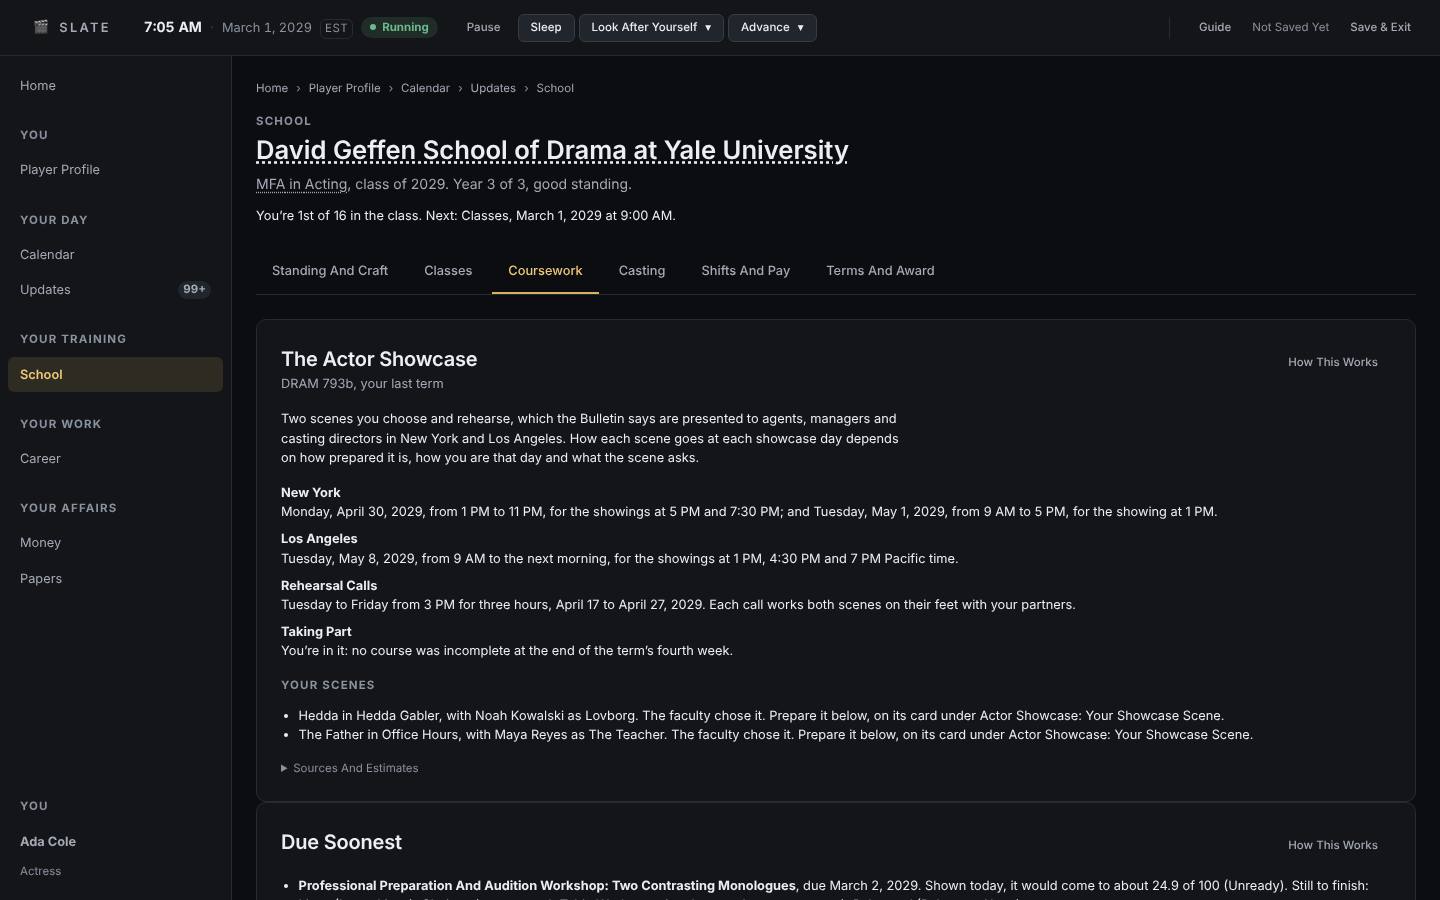 SLATE
7:05 AM · March 1, 2029 EST Running
Pause
Sleep
Look After Yourself ▾
Advance ▾
Guide
Not Saved Yet
Save & Exit
Home
YOU
Player Profile
YOUR DAY
Calendar
Updates 99+
YOUR TRAINING
School
YOUR WORK
Career
YOUR AFFAIRS
Money
Papers
YOU
Ada Cole
Actress
Home › Player Profile › Calendar › Updates › School
SCHOOL
David Geffen School of Drama at Yale University
MFA in Acting, class of 2029. Year 3 of 3, good standing.
You're 1st of 16 in the class. Next: Classes, March 1, 2029 at 9:00 AM.
Standing And Craft
Classes
Coursework
Casting
Shifts And Pay
Terms And Award
The Actor Showcase
How This Works
DRAM 793b, your last term
Two scenes you choose and rehearse, which the Bulletin says are presented to agents, managers and
casting directors in New York and Los Angeles. How each scene goes at each showcase day depends
on how prepared it is, how you are that day and what the scene asks.
New York
Monday, April 30, 2029, from 1 PM to 11 PM, for the showings at 5 PM and 7:30 PM; and Tuesday, May 1, 2029, from 9 AM to 5 PM, for the showing at 1 PM.
Los Angeles
Tuesday, May 8, 2029, from 9 AM to the next morning, for the showings at 1 PM, 4:30 PM and 7 PM Pacific time.
Rehearsal Calls
Tuesday to Friday from 3 PM for three hours, April 17 to April 27, 2029. Each call works both scenes on their feet with your partners.
Taking Part
You're in it: no course was incomplete at the end of the term's fourth week.
YOUR SCENES
• Hedda in Hedda Gabler, with Noah Kowalski as Lovborg. The faculty chose it. Prepare it below, on its card under Actor Showcase: Your Showcase Scene.
• The Father in Office Hours, with Maya Reyes as The Teacher. The faculty chose it. Prepare it below, on its card under Actor Showcase: Your Showcase Scene.
▶ Sources And Estimates
Due Soonest
How This Works
• Professional Preparation And Audition Workshop: Two Contrasting Monologues, due March 2, 2029. Shown today, it would come to about 24.9 of 100 (Unready). Still to finish: